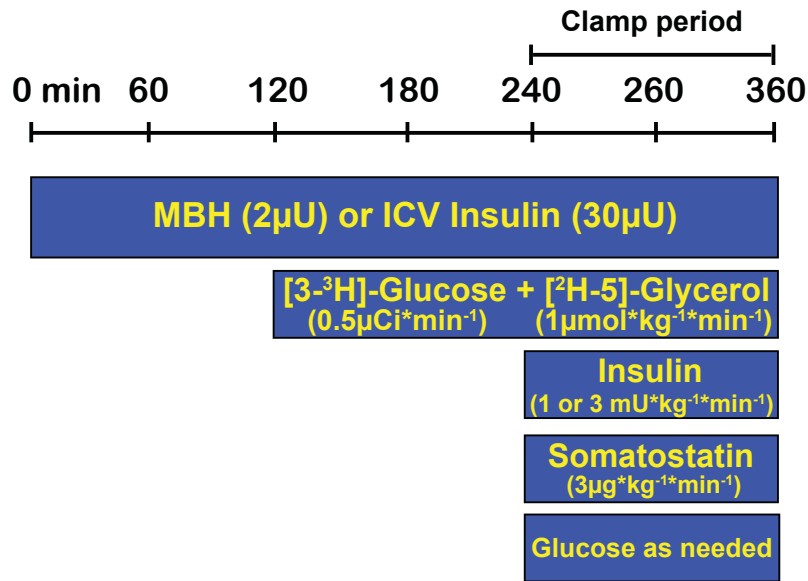 Clamp period
0 min 60 120 180 240 260 360
MBH (2µU) or ICV Insulin (30µU)
[3-³H]-Glucose + [²H-5]-Glycerol
(0.5µCi*min⁻¹) (1µmol*kg⁻¹*min⁻¹)
Insulin
(1 or 3 mU*kg⁻¹*min⁻¹)
Somatostatin
(3µg*kg⁻¹*min⁻¹)
Glucose as needed